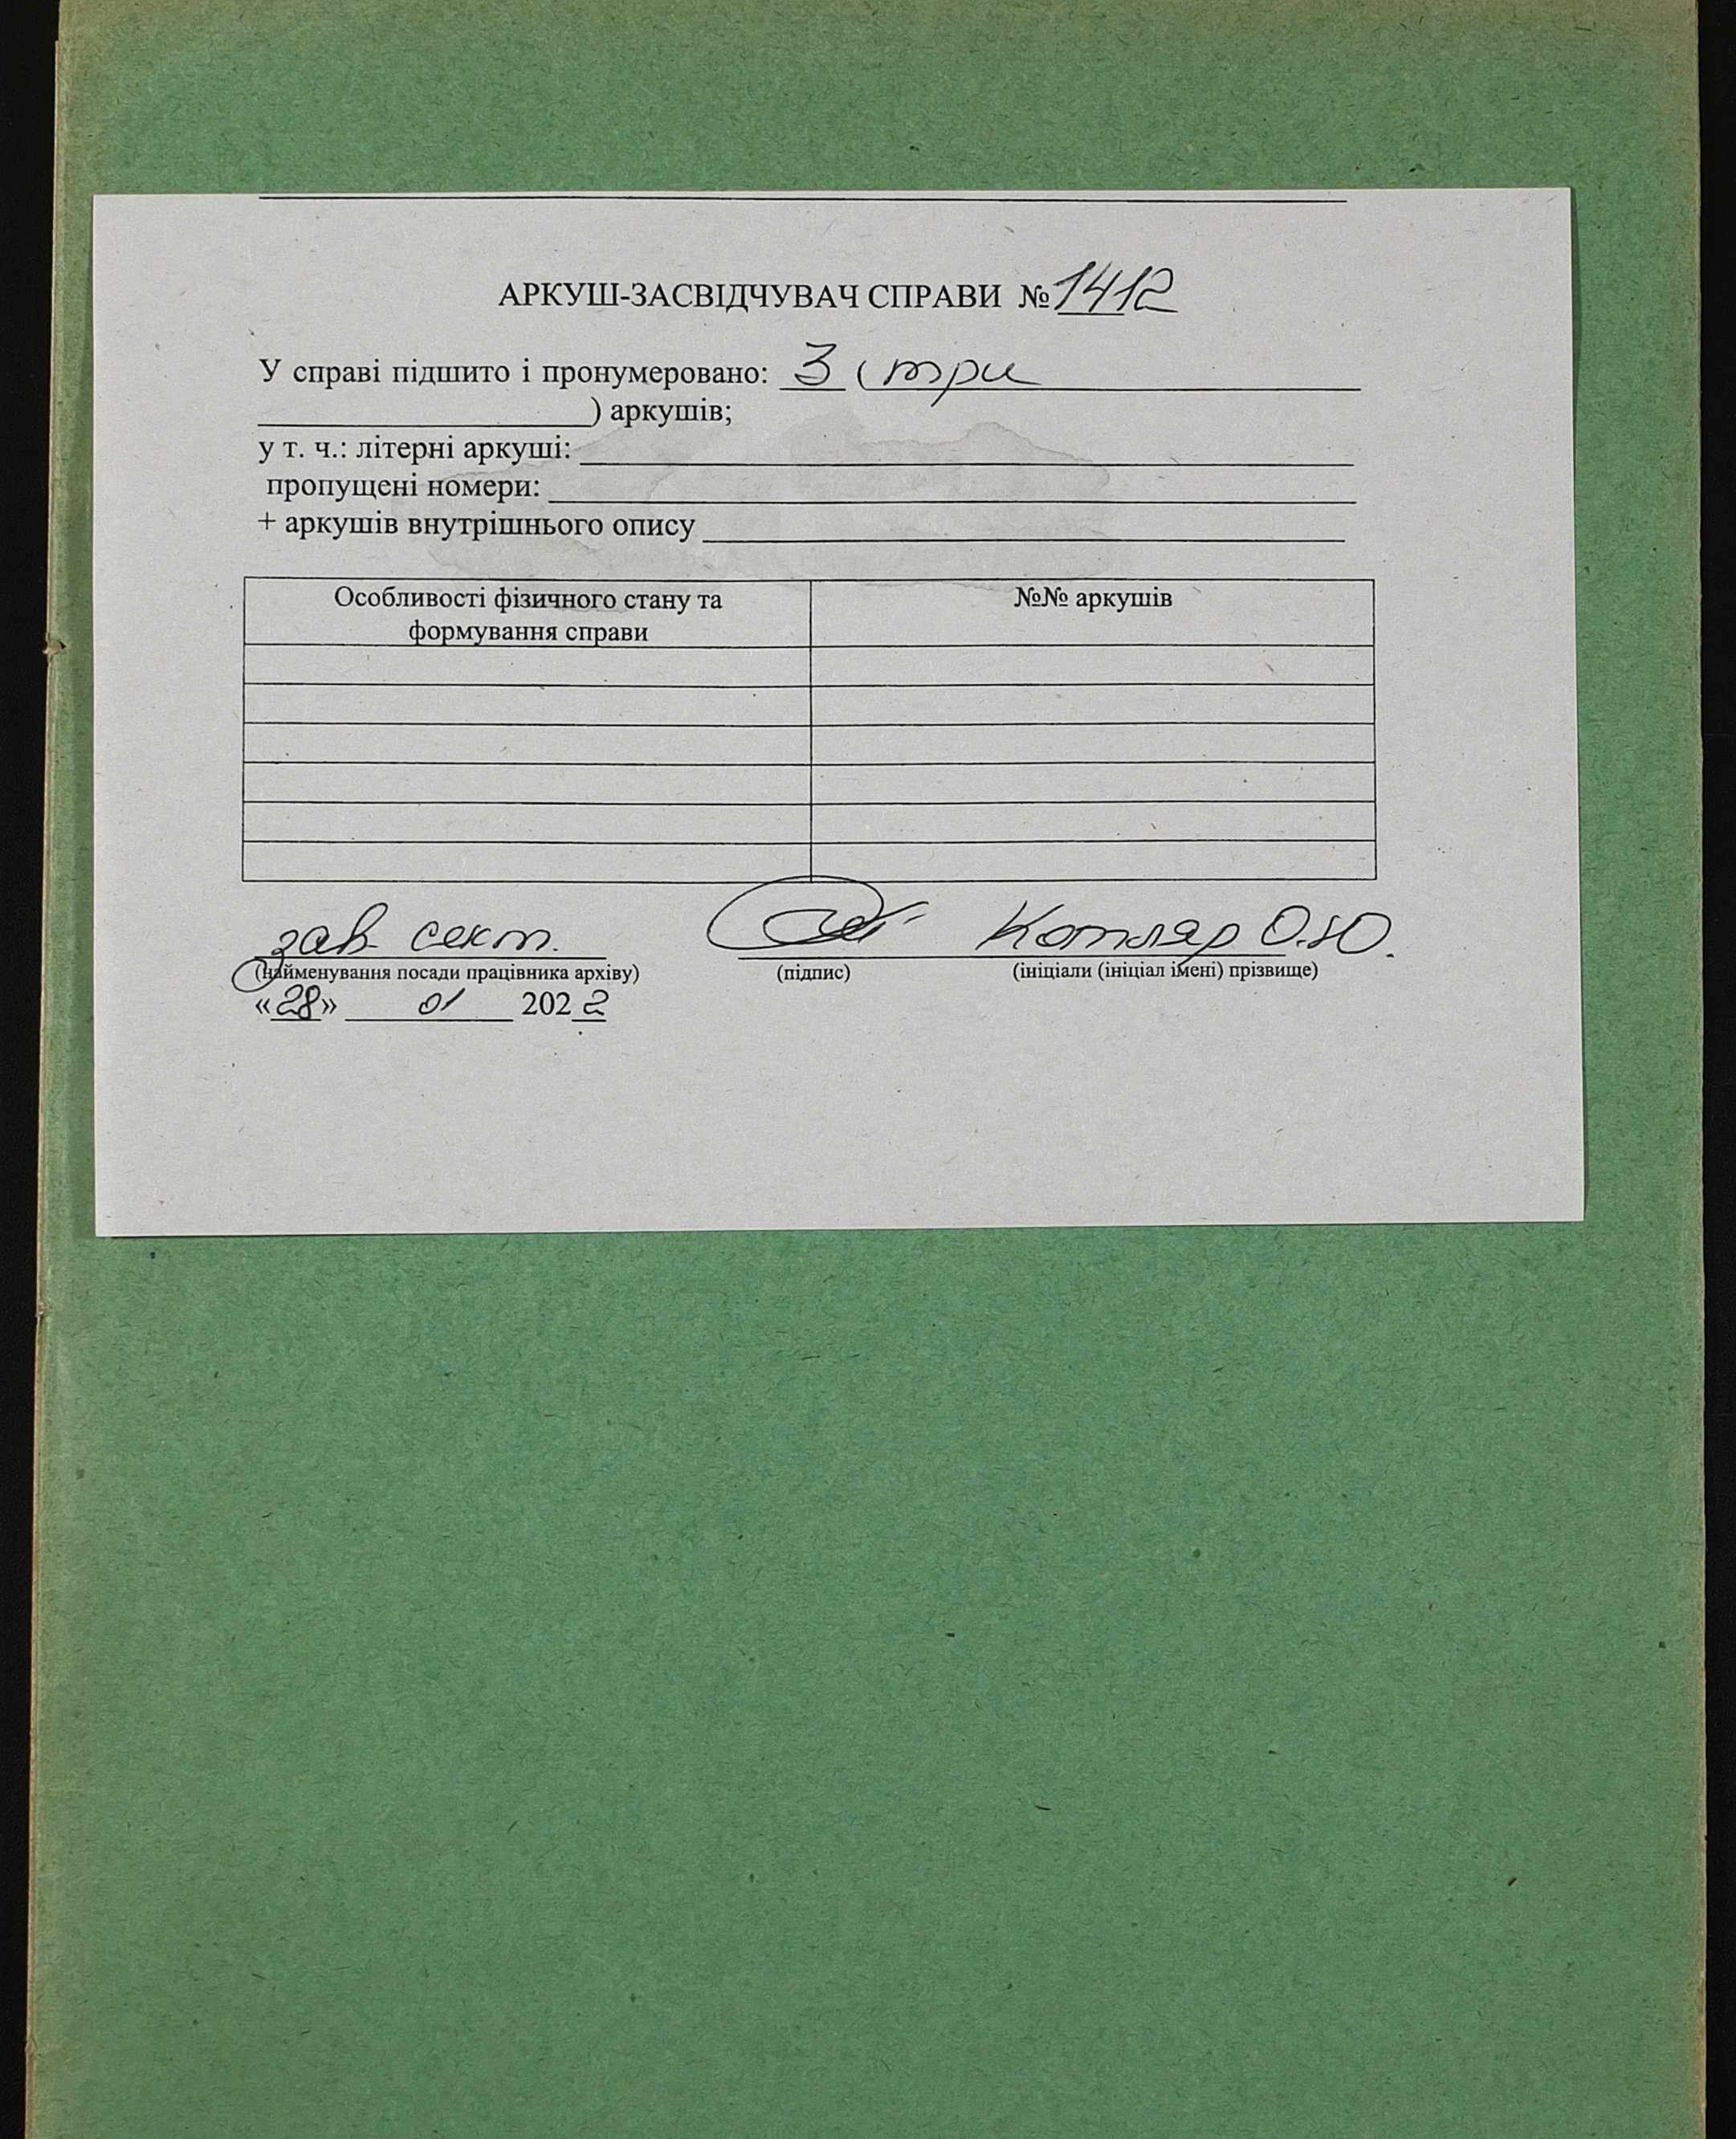 АРКУШ-ЗАСВІДЧУВАЧ СПРАВИ № 1412
У справі підшито і пронумеровано: 3 ( три
) аркушів;
у т. ч.: літерні аркуші:
пропущені номери:
+ аркушів внутрішнього опису
Особливості фізичного стану та
формування справи
№№ аркушів
зав. сект. Котляр О.Ю.
(найменування посади працівника архіву) (підпис) (ініціали (ініціал імені) прізвище)
«28» 01 2022